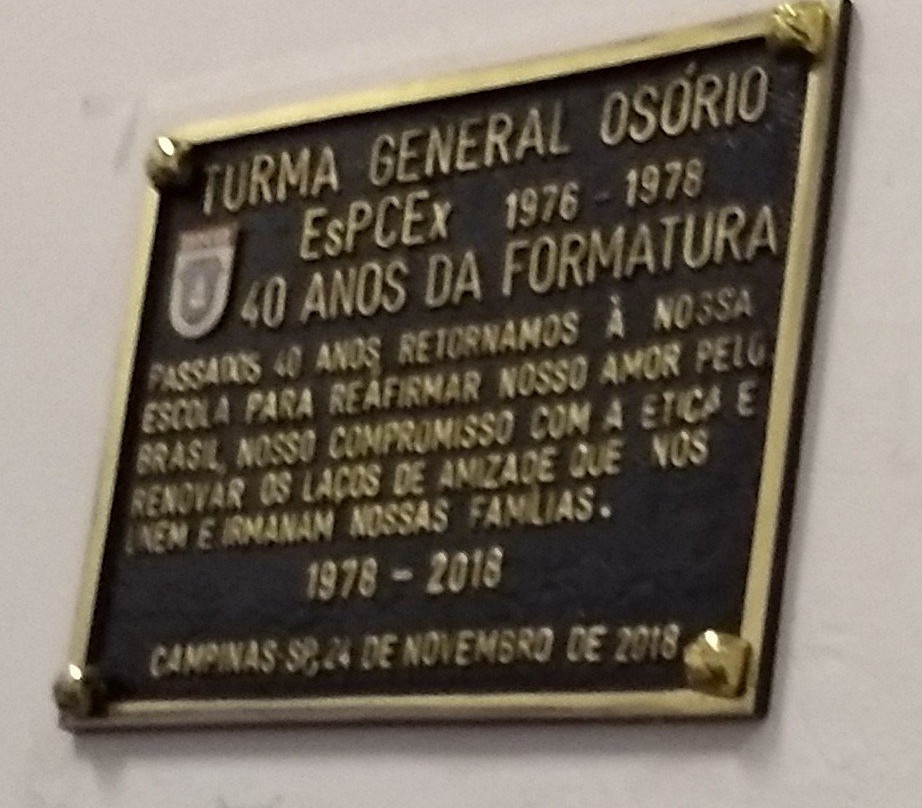 TURMA GENERAL OSÓRIO
EsPCEx 1976 - 1978
40 ANOS DA FORMATURA
PASSADOS 40 ANOS, RETORNAMOS À NOSSA
ESCOLA PARA REAFIRMAR NOSSO AMOR PELO
BRASIL, NOSSO COMPROMISSO COM A ETICA E
RENOVAR OS LAÇOS DE AMIZADE QUE NOS
UNEM E IRMANAM NOSSAS FAMÍLIAS.
1978 - 2018
CAMPINAS-SP, 24 DE NOVEMBRO DE 2018